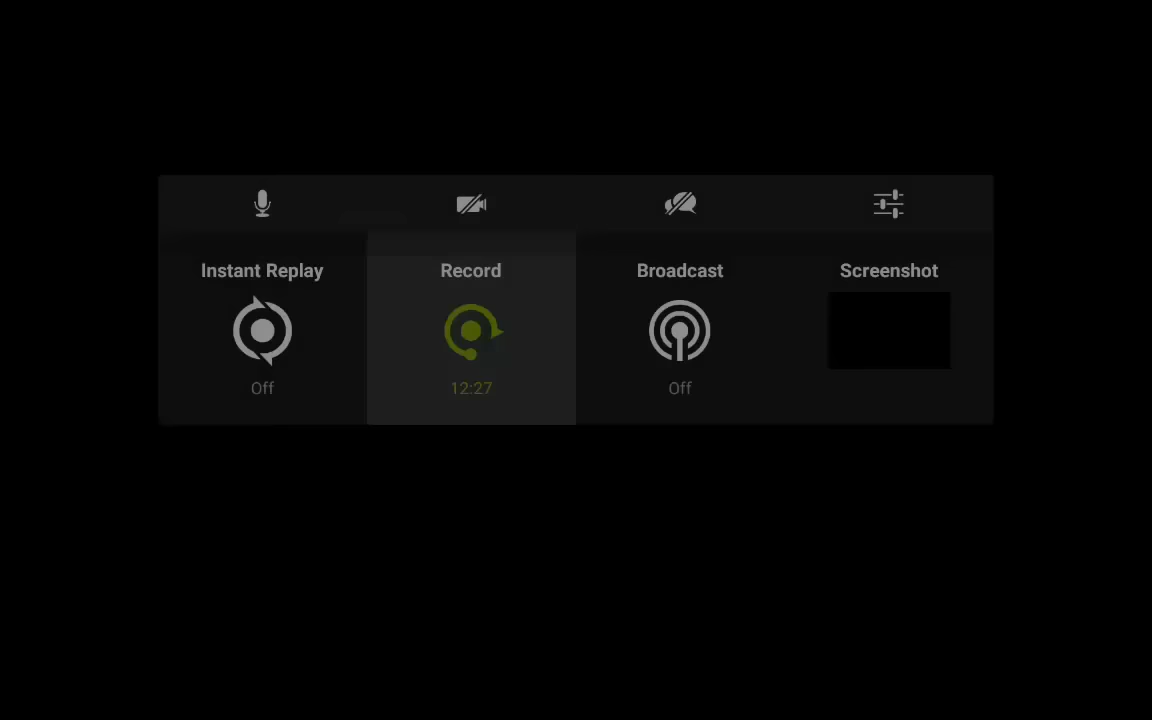 Instant Replay
Record
Broadcast
Screenshot
Off
12:27
Off